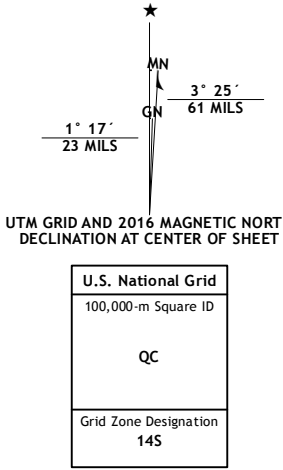 MN
3° 25´
61 MILS
GN
1° 17´
23 MILS
UTM GRID AND 2016 MAGNETIC NORT
DECLINATION AT CENTER OF SHEET
U.S. National Grid
100,000-m Square ID
QC
Grid Zone Designation
14S